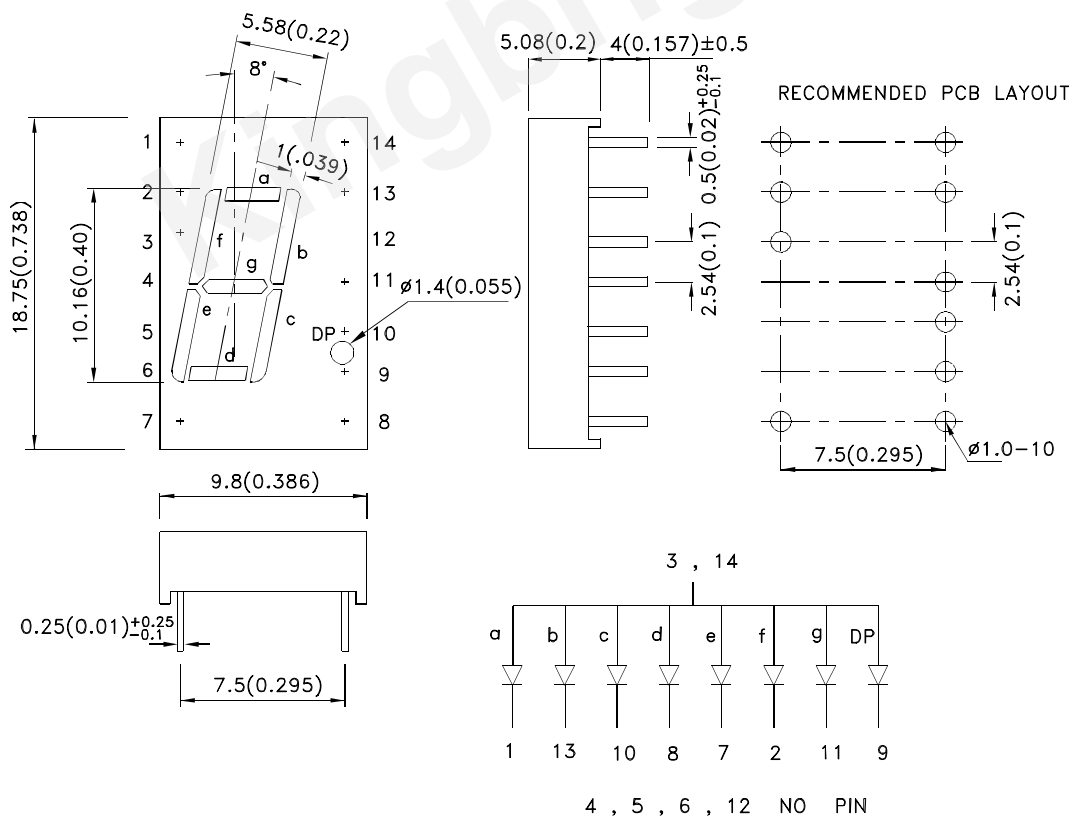 Kingbright
5.58(0.22)
8°
1(.039)
5.08(0.2) 4(0.157)±0.5
0.5(0.02)+0.25 -0.1
RECOMMENDED PCB LAYOUT
1 14
2 a 13
3 f 12
b
g
4 11
ø1.4(0.055)
e c
5 DP 10
d
6 9
7 8
18.75(0.738)
10.16(0.40)
2.54(0.1)
2.54(0.1)
7.5(0.295)
ø1.0-10
9.8(0.386)
0.25(0.01)+0.25 -0.1
7.5(0.295)
3 , 14
a b c d e f g DP
1 13 10 8 7 2 11 9
4 , 5 , 6 , 12 NO PIN